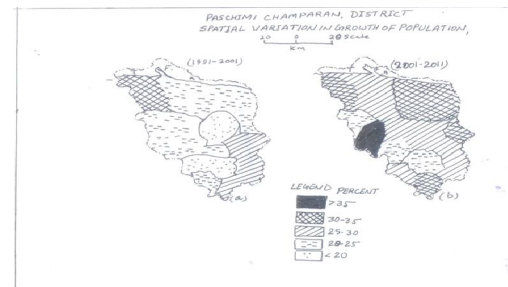 PASCHIMI CHAMPARAN, DISTRICT
SPATIAL VARIATION IN GROWTH OF POPULATION,
10 0 20 Scale
km
(1991-2001)
(2001-2011)
(a)
(b)
LEGEND PERCENT
>35
30-35
25-30
20-25
<20